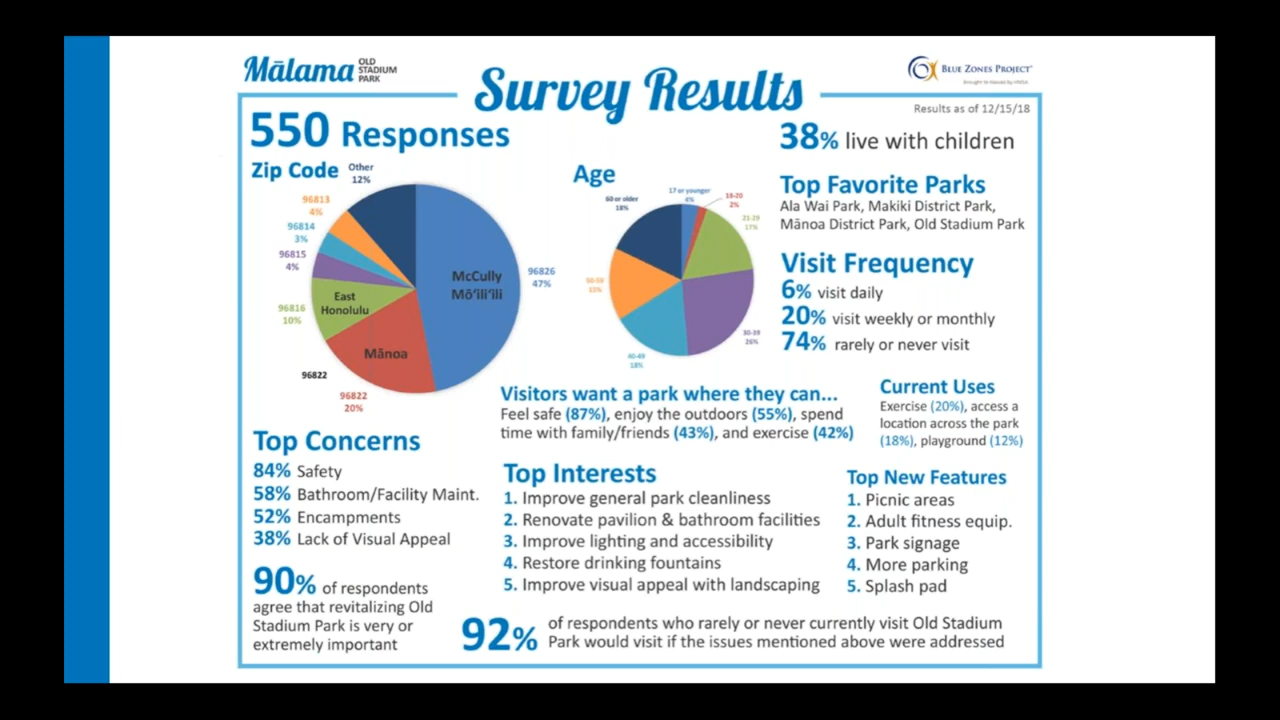 Mālama OLD STADIUM PARK
BLUE ZONES PROJECT
Brought to Hawaii by HMSA
Survey Results
Results as of 12/15/18
550 Responses
Zip Code
Other
12%
96813
4%
96814
3%
96815
4%
96816
10%
96822
96822
20%
96826
47%
McCully
Mō'ili'ili
East
Honolulu
Mānoa
Age
17 or younger
4%
18-20
2%
21-29
17%
30-39
26%
40-49
18%
50-59
15%
60 or older
18%
38% live with children
Top Favorite Parks
Ala Wai Park, Makiki District Park,
Mānoa District Park, Old Stadium Park
Visit Frequency
6% visit daily
20% visit weekly or monthly
74% rarely or never visit
Visitors want a park where they can...
Feel safe (87%), enjoy the outdoors (55%), spend
time with family/friends (43%), and exercise (42%)
Current Uses
Exercise (20%), access a
location across the park
(18%), playground (12%)
Top Concerns
84% Safety
58% Bathroom/Facility Maint.
52% Encampments
38% Lack of Visual Appeal
Top Interests
1. Improve general park cleanliness
2. Renovate pavilion & bathroom facilities
3. Improve lighting and accessibility
4. Restore drinking fountains
5. Improve visual appeal with landscaping
Top New Features
1. Picnic areas
2. Adult fitness equip.
3. Park signage
4. More parking
5. Splash pad
90% of respondents
agree that revitalizing Old
Stadium Park is very or
extremely important
92% of respondents who rarely or never currently visit Old Stadium
Park would visit if the issues mentioned above were addressed